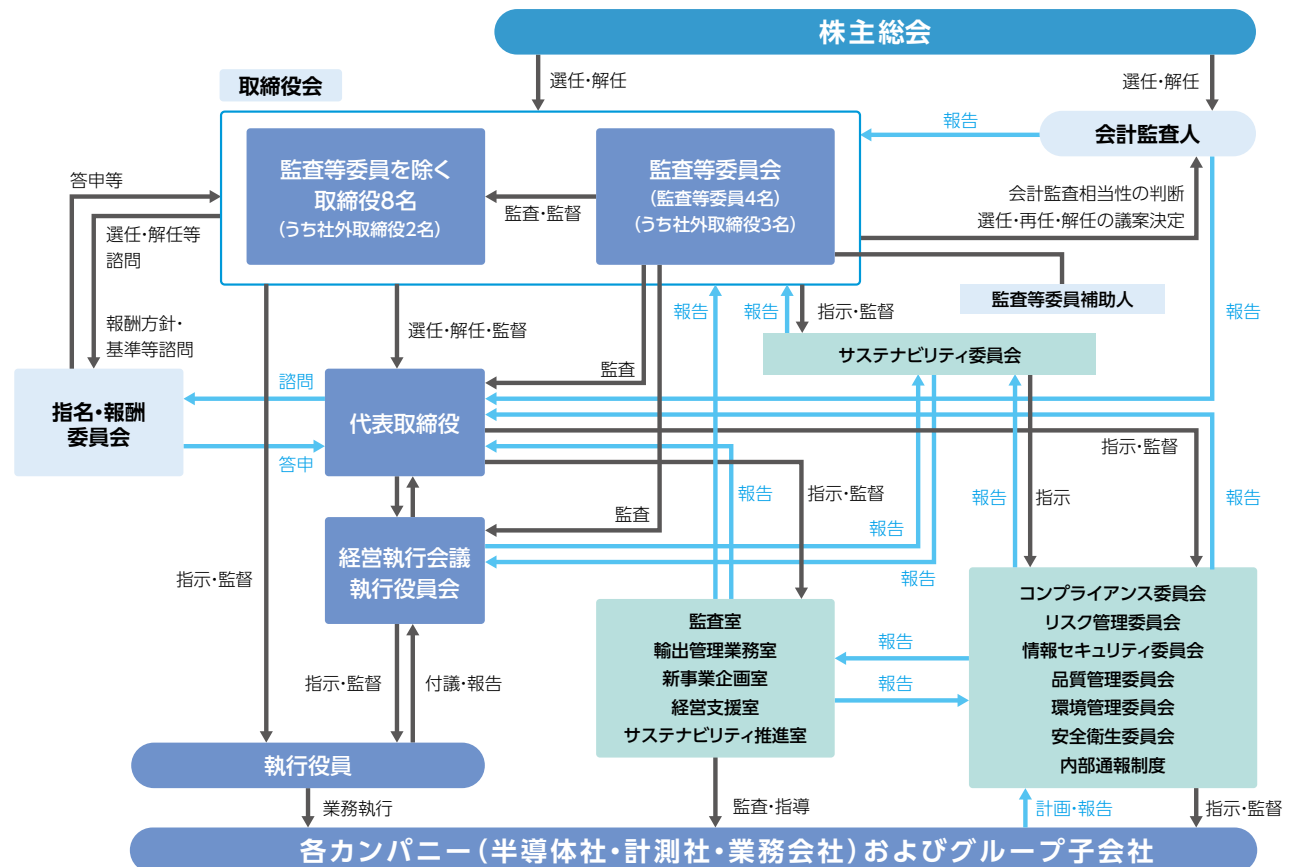 株主総会
選任・解任
選任・解任
取締役会
報告
会計監査人
監査等委員を除く
取締役8名
(うち社外取締役2名)
監査・監督
監査等委員会
(監査等委員4名)
(うち社外取締役3名)
会計監査相当性の判断
選任・再任・解任の議案決定
答申等
選任・解任等
諮問
報酬方針・
基準等諮問
監査等委員補助人
選任・解任・監督
報告
報告
指示・監督
報告
サステナビリティ委員会
監査
諮問
指名・報酬
委員会
答申
代表取締役
指示・監督
報告
指示・監督
報告
指示
報告
監査
報告
報告
経営執行会議
執行役員会
指示・監督
監査室
輸出管理業務室
新事業企画室
経営支援室
サステナビリティ推進室
報告
報告
コンプライアンス委員会
リスク管理委員会
情報セキュリティ委員会
品質管理委員会
環境管理委員会
安全衛生委員会
内部通報制度
指示・監督
付議・報告
執行役員
業務執行
監査・指導
計画・報告
指示・監督
各カンパニー(半導体社・計測社・業務会社)およびグループ子会社